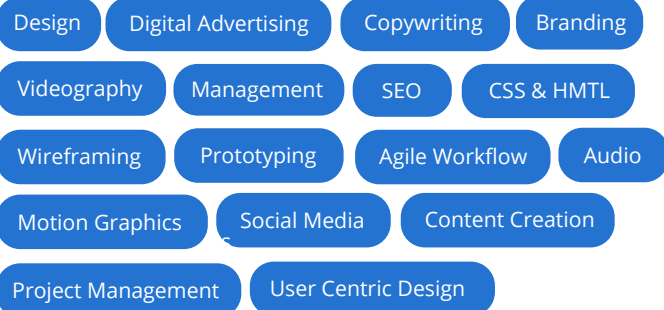 Design Digital Advertising Copywriting Branding
Videography Management SEO CSS & HMTL
Wireframing Prototyping Agile Workflow Audio
Motion Graphics Social Media Content Creation
Project Management User Centric Design